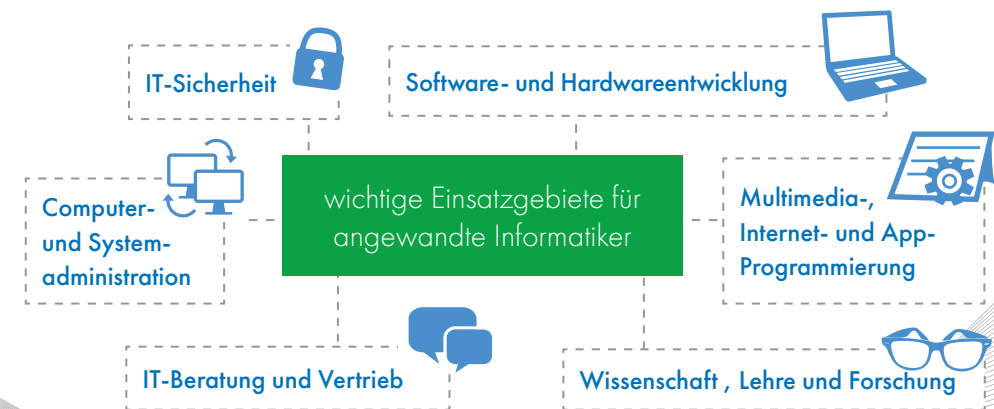 IT-Sicherheit
Software- und Hardwareentwicklung
Computer-
und System-
administration
wichtige Einsatzgebiete für
angewandte Informatiker
Multimedia-,
Internet- und App-
Programmierung
IT-Beratung und Vertrieb
Wissenschaft , Lehre und Forschung